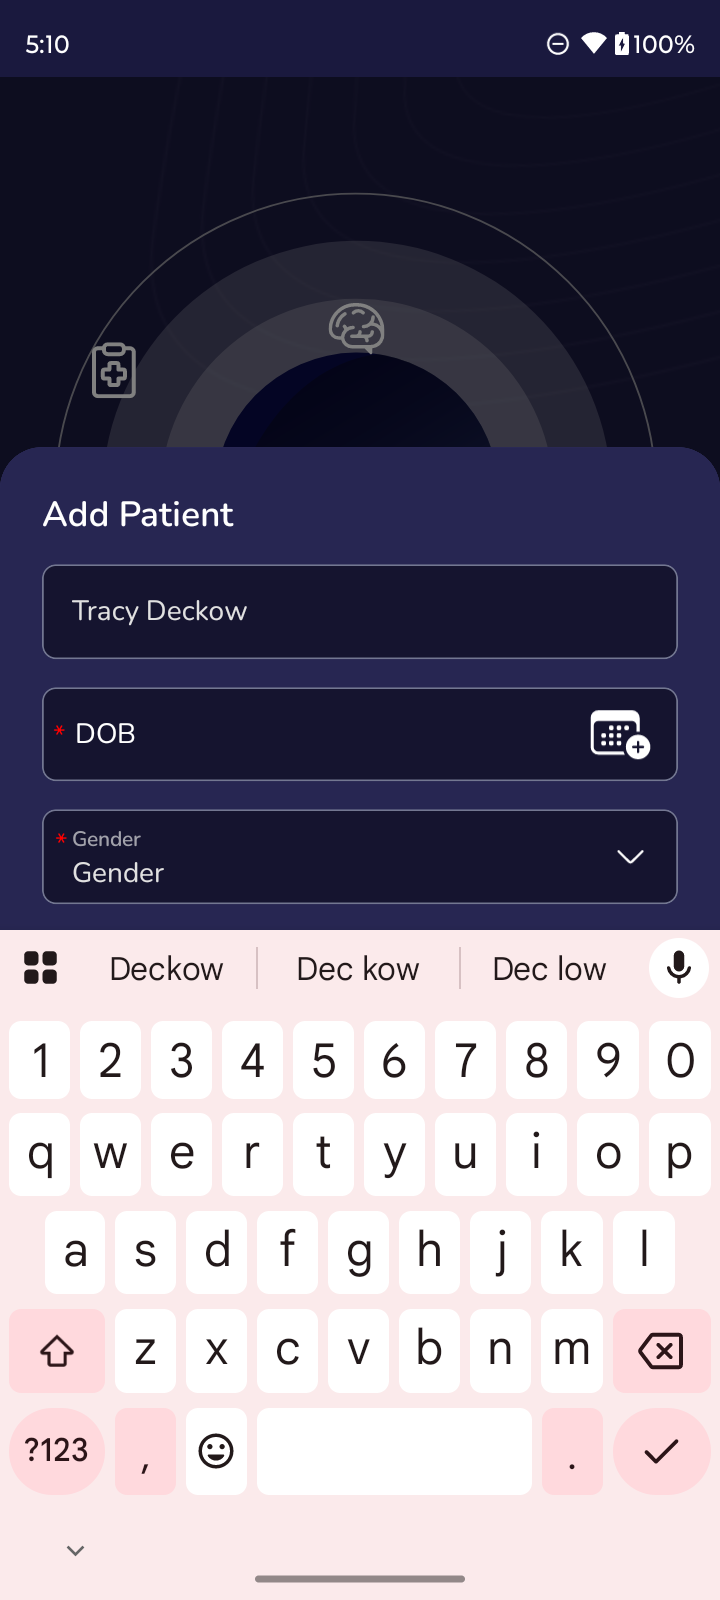 5:10
100%
Add Patient
Tracy Deckow
* DOB
* Gender
Gender
Deckow Dec kow Dec low
1 2 3 4 5 6 7 8 9 0
q w e r t y u i o p
a s d f g h j k l
z x c v b n m
?123 , .